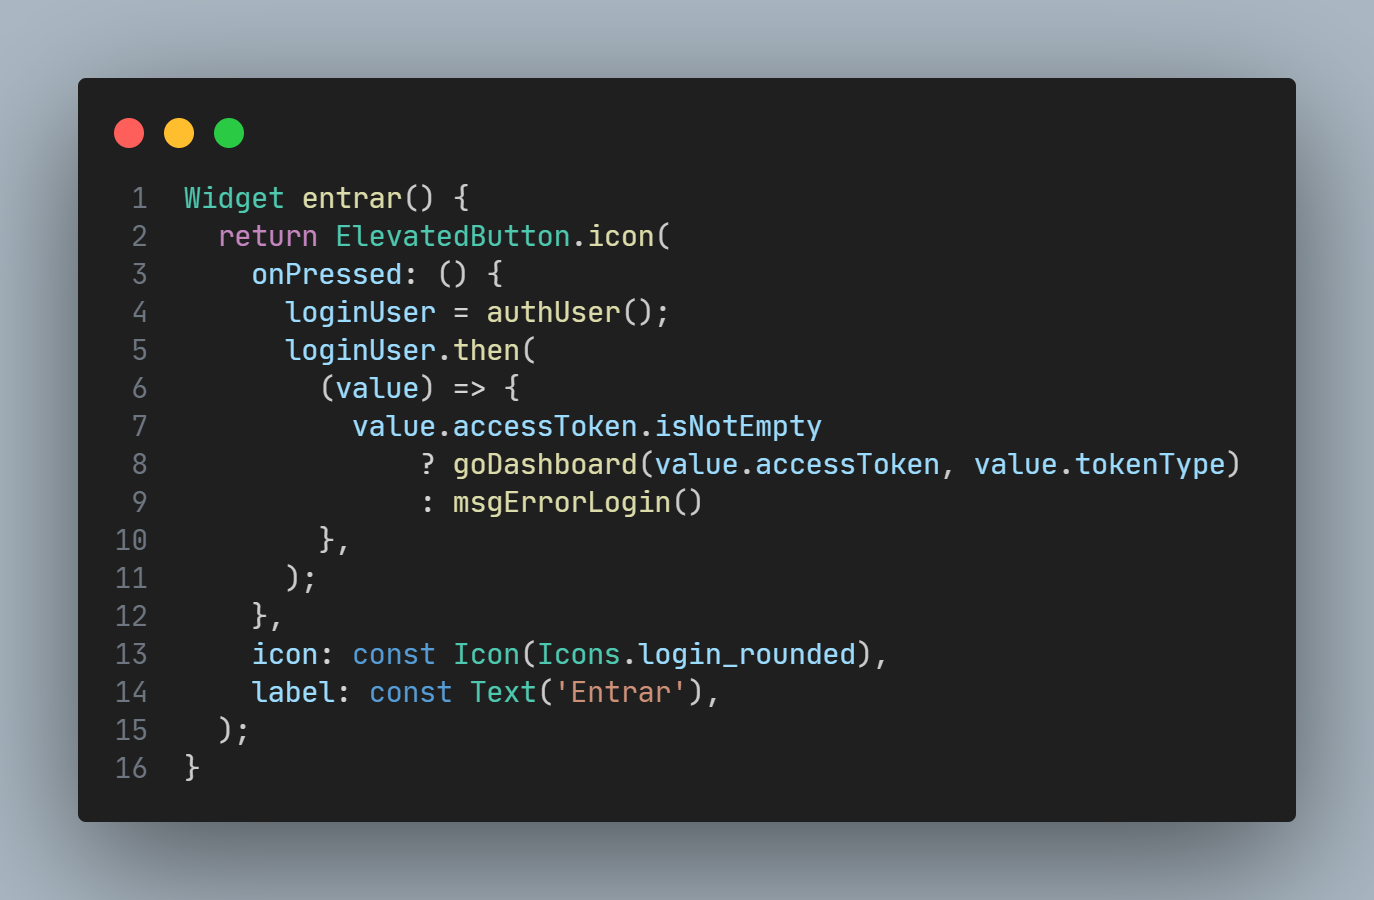 1 Widget entrar() {
2   return ElevatedButton.icon(
3     onPressed: () {
4       loginUser = authUser();
5       loginUser.then(
6         (value) => {
7           value.accessToken.isNotEmpty
8               ? goDashboard(value.accessToken, value.tokenType)
9               : msgErrorLogin()
10         },
11       );
12     },
13     icon: const Icon(Icons.login_rounded),
14     label: const Text('Entrar'),
15   );
16 }